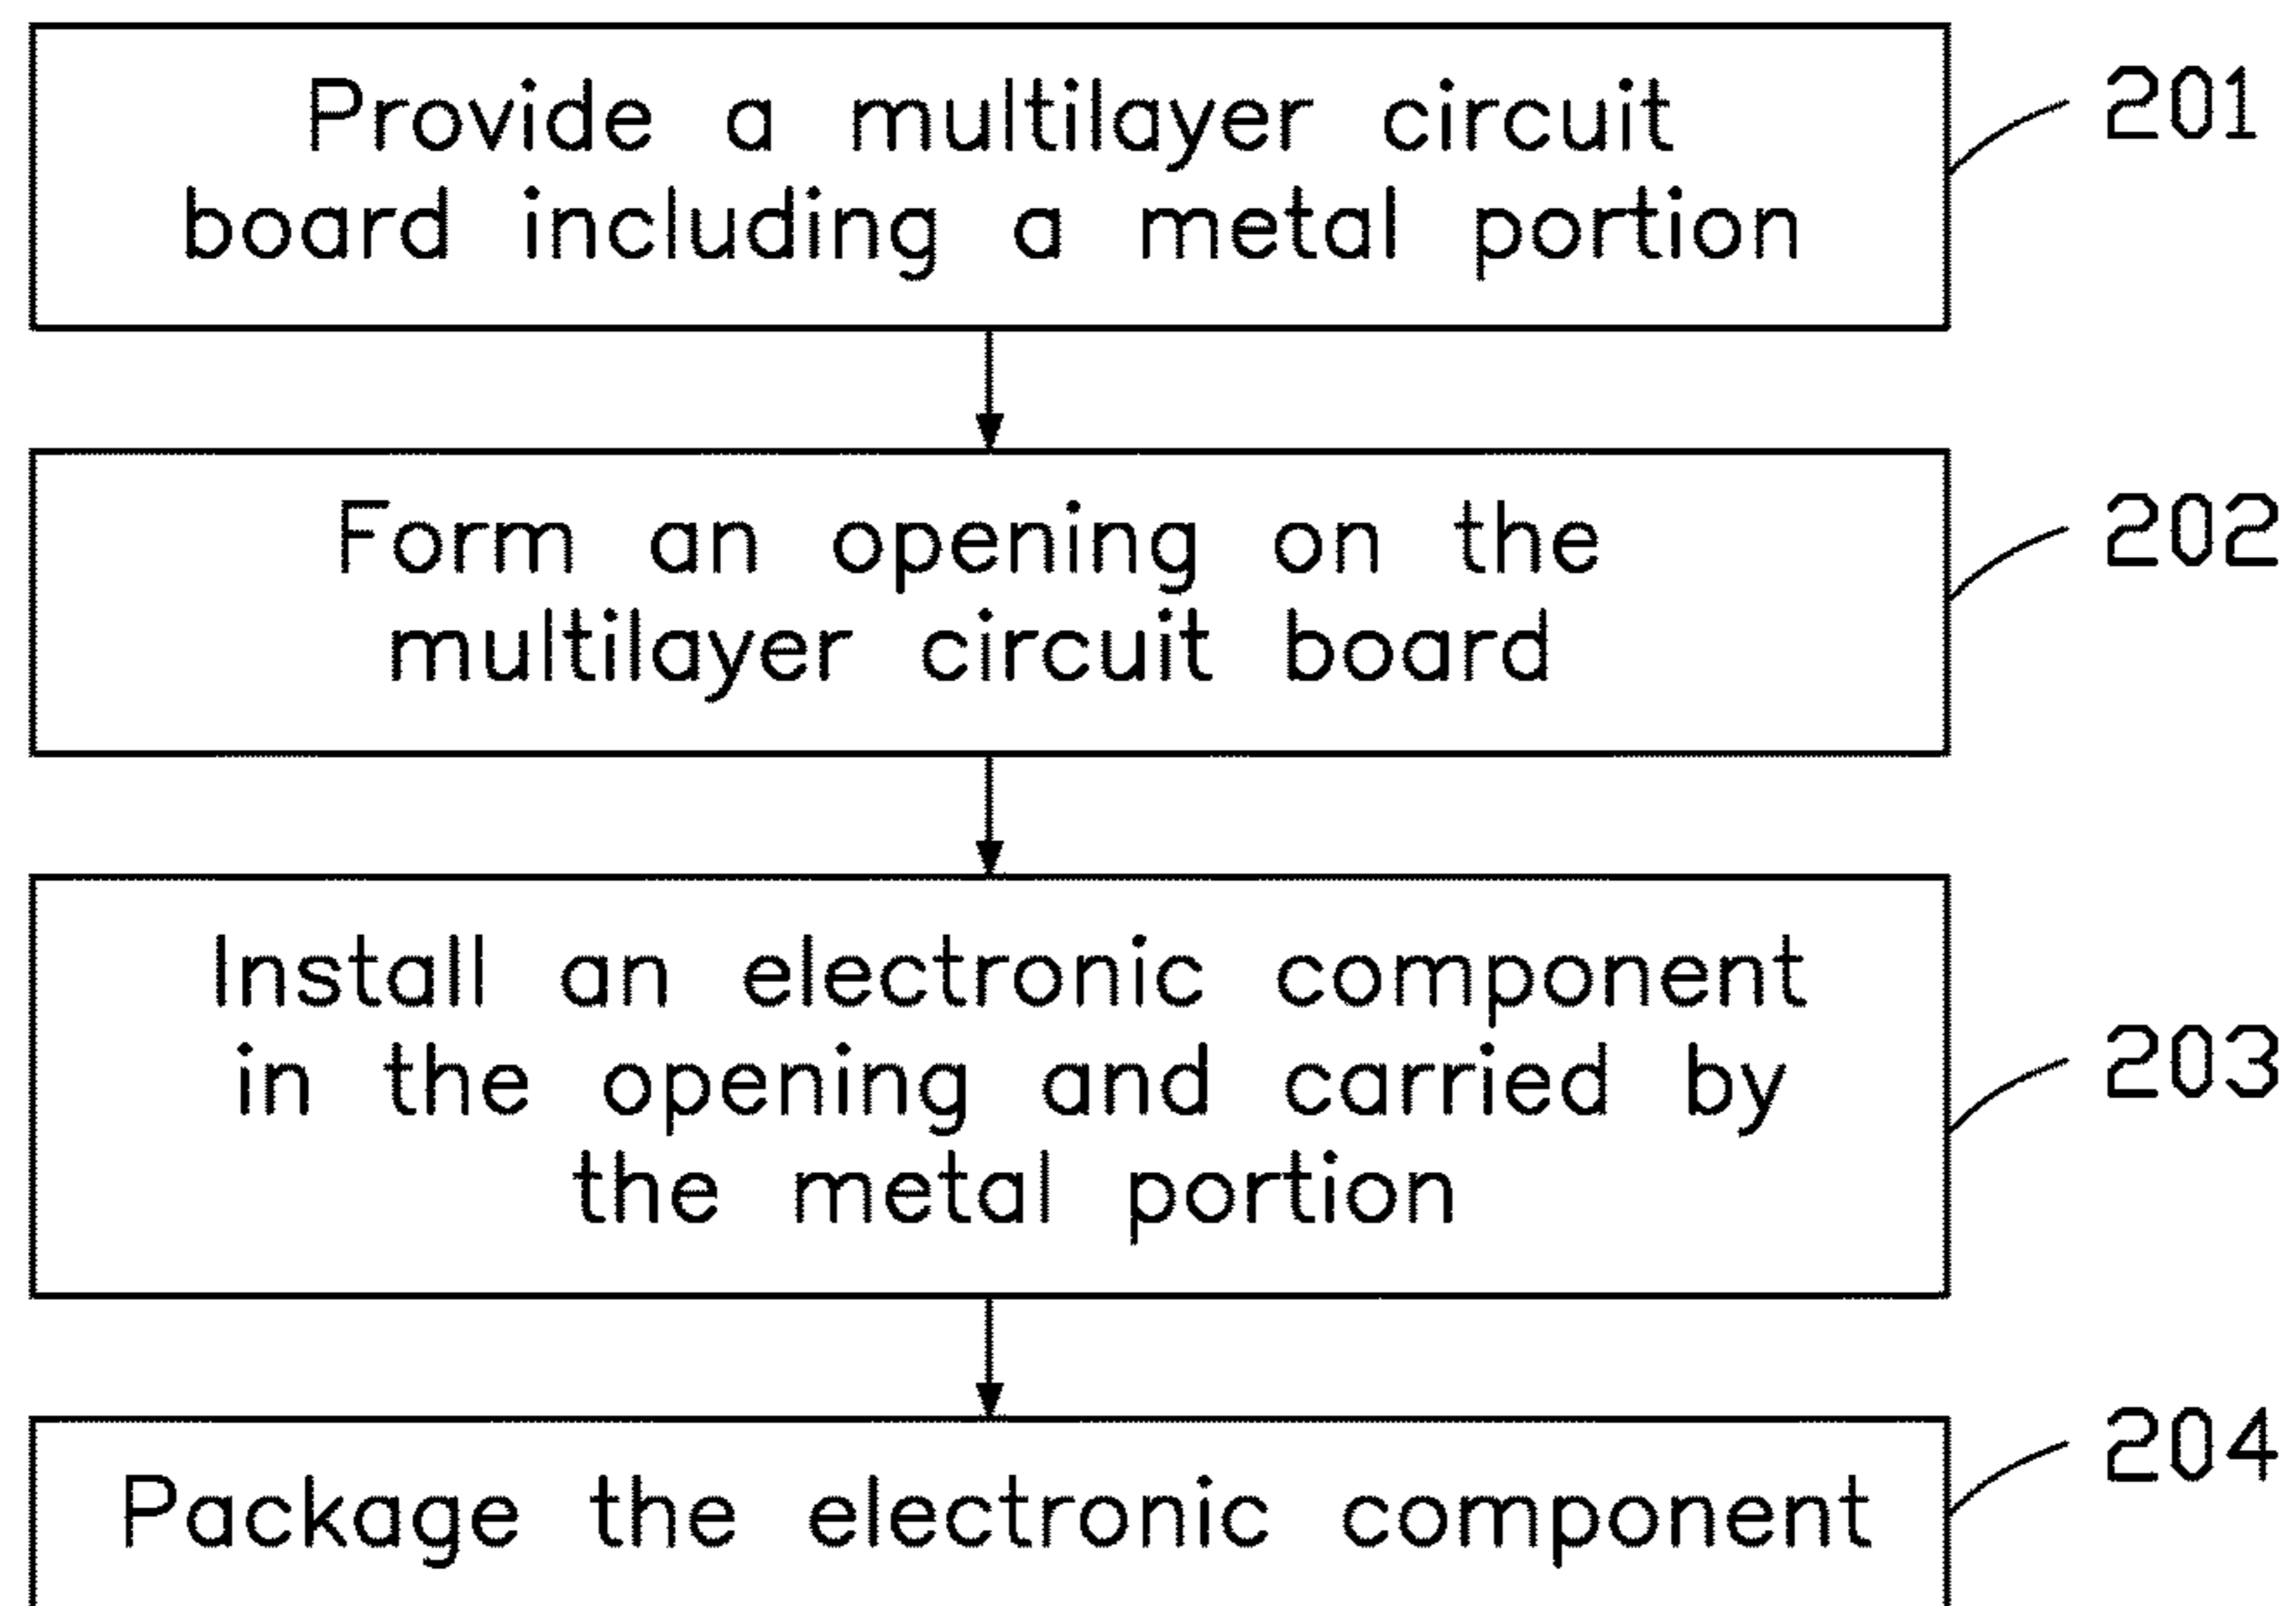 Provide a multilayer circuit
board including a metal portion
201
Form an opening on the
multilayer circuit board
202
Install an electronic component
in the opening and carried by
the metal portion
203
Package the electronic component
204